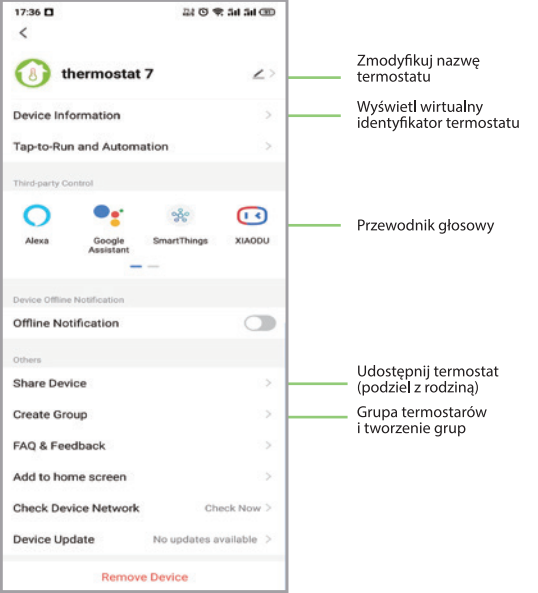 17:36
thermostat 7
Zmodyfikuj nazwę
termostatu
Device Information
Wyświetl wirtualny
identyfikator termostatu
Tap-to-Run and Automation
Third-party Control
Alexa
Google
Assistant
SmartThings
XIAODU
Przewodnik głosowy
Device Offline Notification
Offline Notification
Others
Share Device
Udostępnij termostat
(podziel z rodziną)
Create Group
Grupa termostarów
i tworzenie grup
FAQ & Feedback
Add to home screen
Check Device Network Check Now
Device Update No updates available
Remove Device